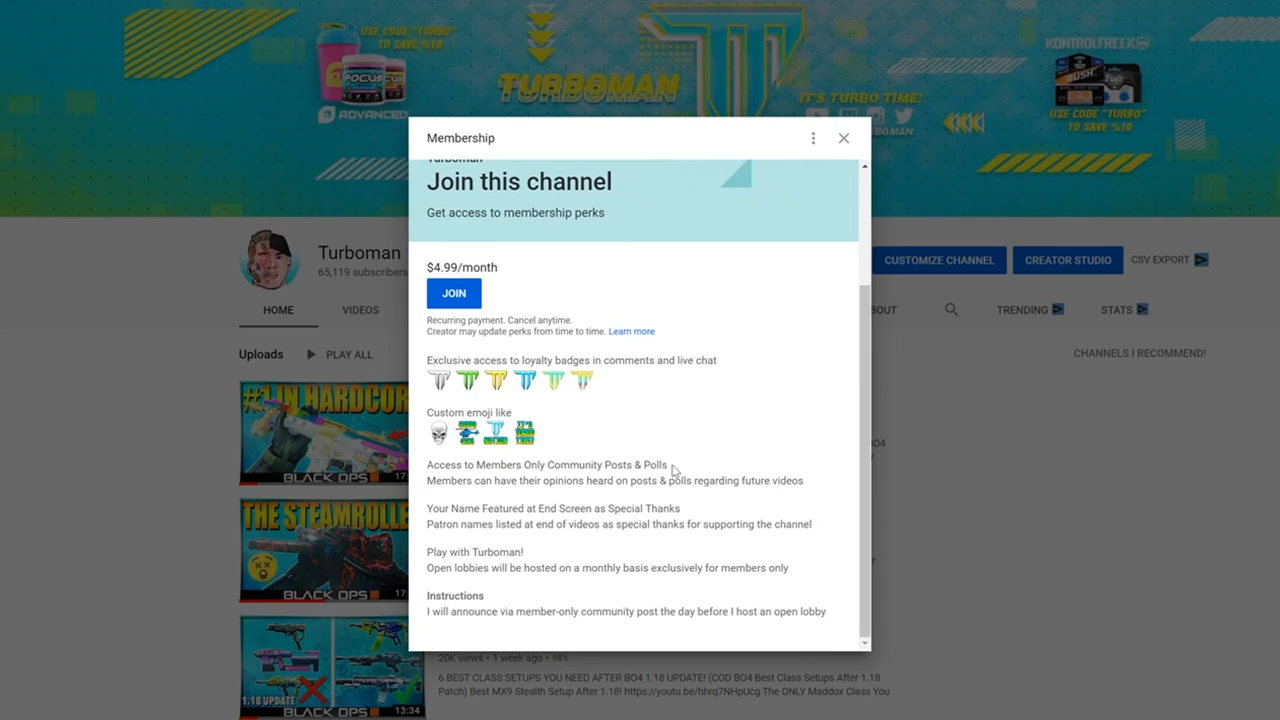 USE CODE "TURBO"
TO SAVE %10
FOCUS
ADVANCED
TURBOMAN
IT'S TURBO TIME!
KONTROLFREEK
RUSH
USE CODE "TURBO"
TO SAVE %10
Membership
Turboman
Join this channel
Get access to membership perks
Turboman
65,119 subscribers
CUSTOMIZE CHANNEL
CREATOR STUDIO
CSV EXPORT
HOME
VIDEOS
TRENDING
STATS
$4.99/month
JOIN
Recurring payment. Cancel anytime.
Creator may update perks from time to time. Learn more
Uploads
PLAY ALL
CHANNELS I RECOMMEND!
Exclusive access to loyalty badges in comments and live chat
Custom emoji like
Access to Members Only Community Posts & Polls
Members can have their opinions heard on posts & polls regarding future videos
Your Name Featured at End Screen as Special Thanks
Patron names listed at end of videos as special thanks for supporting the channel
Play with Turboman!
Open lobbies will be hosted on a monthly basis exclusively for members only
Instructions
I will announce via member-only community post the day before I host an open lobby
#1 IN HARDCOR
BLACK OPS
17:
THE STEAMROLLE
BLACK OPS
17:
1.18 UPDATE
BLACK OPS
13:34
20K views • 1 week ago • 98%
6 BEST CLASS SETUPS YOU NEED AFTER BO4 1.18 UPDATE! (COD BO4 Best Class Setups After 1.18
Patch) Best MX9 Stealth Setup After 1.18! https://youtu.be/hhrq7NHpUcg The ONLY Maddox Class You